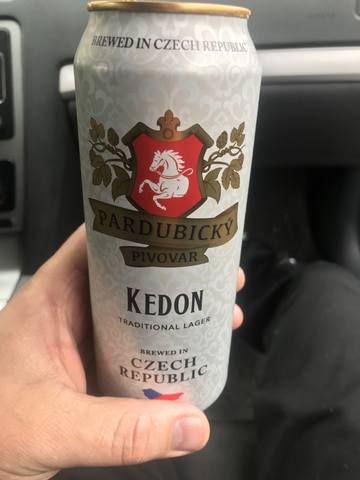 BREWED IN CZECH REPUBLIC
PARDUBICKÝ
PIVOVAR
KEDON
TRADITIONAL LAGER
BREWED IN
CZECH
REPUBLIC